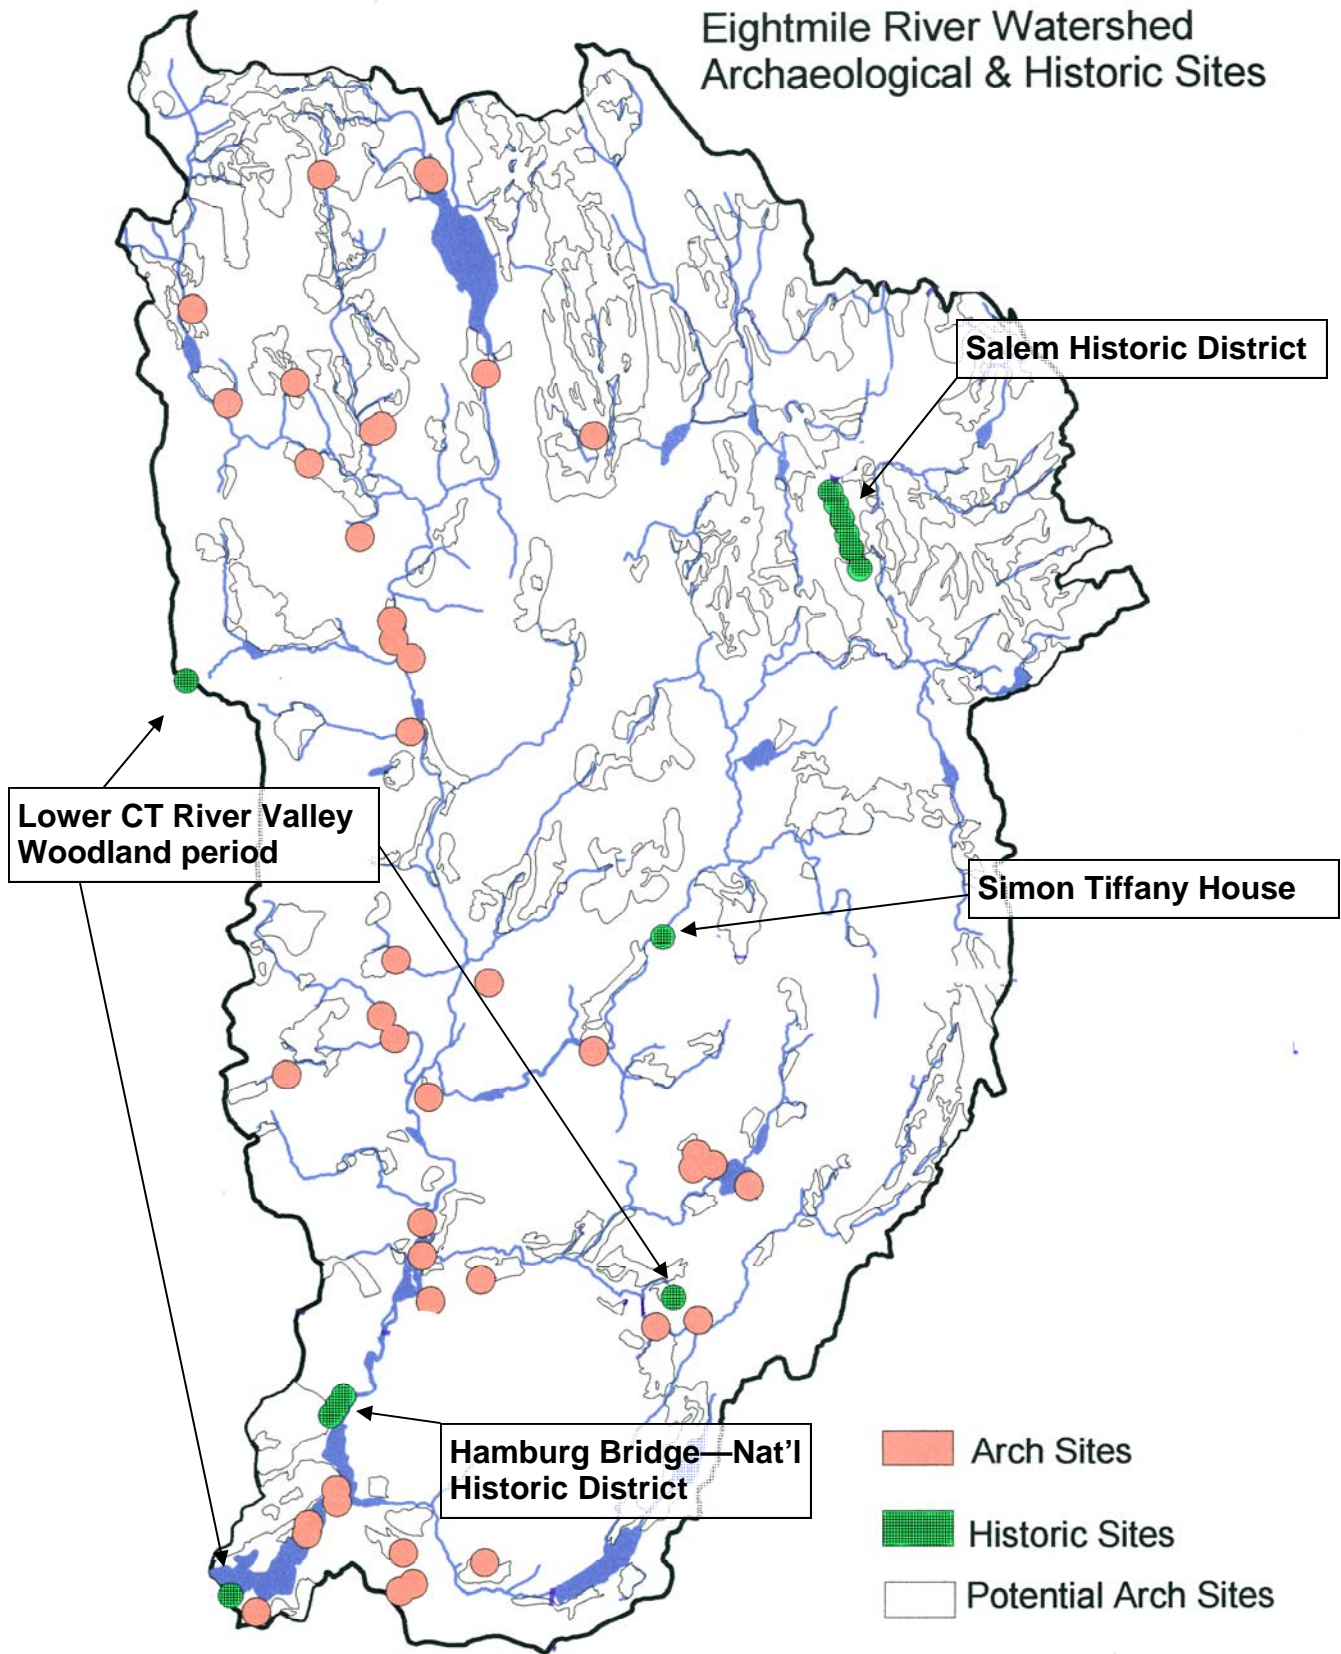 Eightmile River Watershed
Archaeological & Historic Sites
Salem Historic District
Lower CT River Valley
Woodland period
Simon Tiffany House
Hamburg Bridge—Nat’l
Historic District
Arch Sites
Historic Sites
Potential Arch Sites